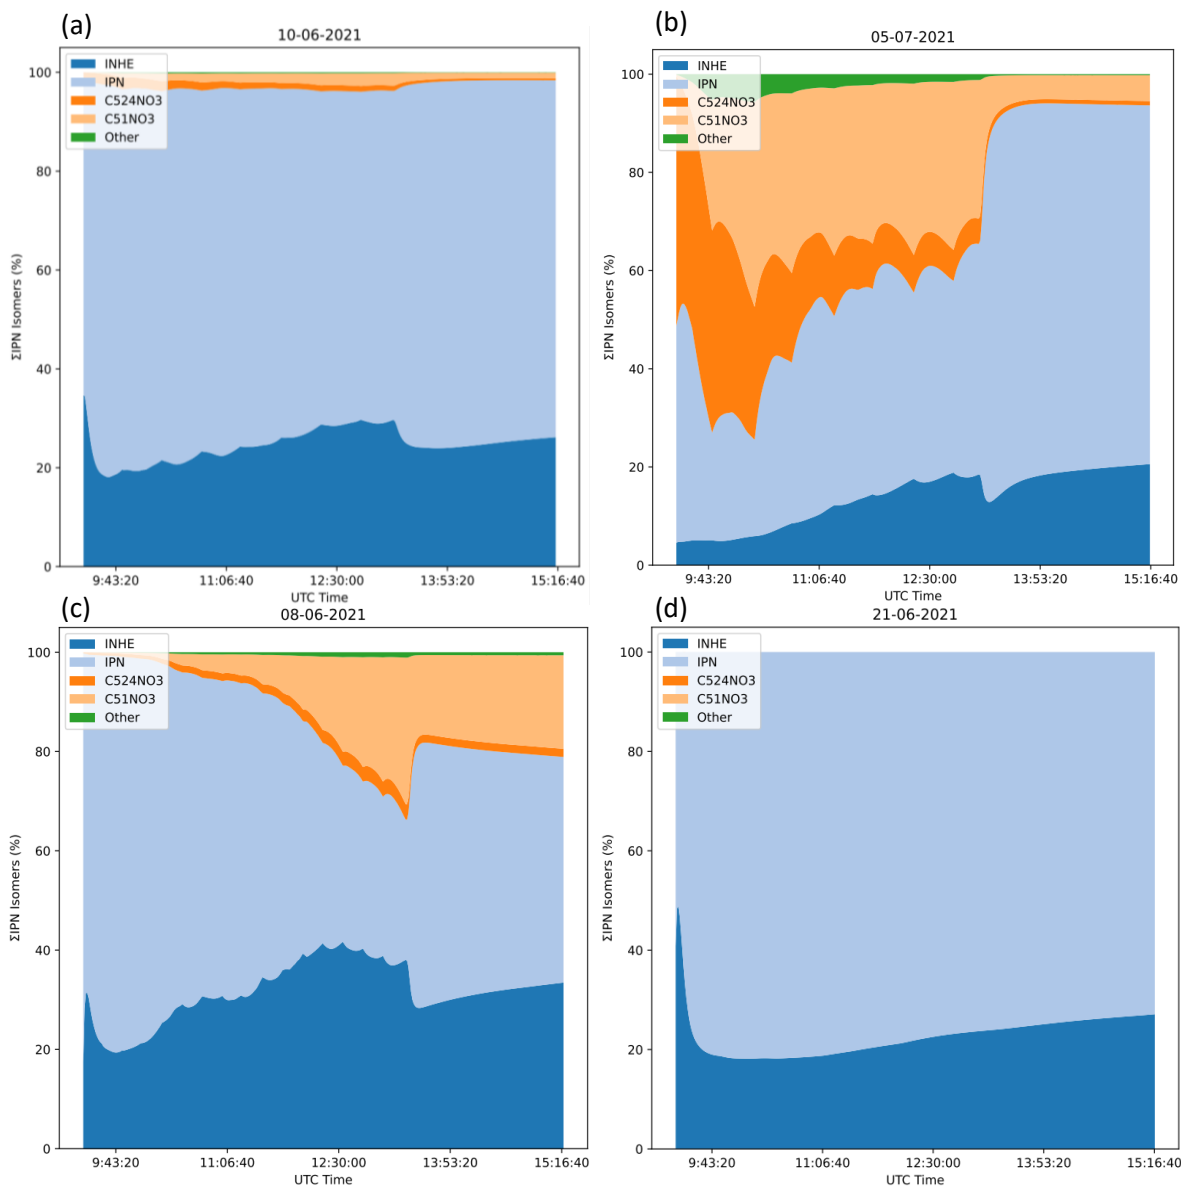 (a)
10-06-2021
INHE
IPN
C524NO3
C51NO3
Other
100
80
60
40
20
0
ΣIPN Isomers (%)
9:43:20 11:06:40 12:30:00 13:53:20 15:16:40
UTC Time
(b)
05-07-2021
INHE
IPN
C524NO3
C51NO3
Other
100
80
60
40
20
0
ΣIPN Isomers (%)
9:43:20 11:06:40 12:30:00 13:53:20 15:16:40
UTC Time
(c)
08-06-2021
INHE
IPN
C524NO3
C51NO3
Other
100
80
60
40
20
0
ΣIPN Isomers (%)
9:43:20 11:06:40 12:30:00 13:53:20 15:16:40
UTC Time
(d)
21-06-2021
INHE
IPN
C524NO3
C51NO3
Other
100
80
60
40
20
0
ΣIPN Isomers (%)
9:43:20 11:06:40 12:30:00 13:53:20 15:16:40
UTC Time